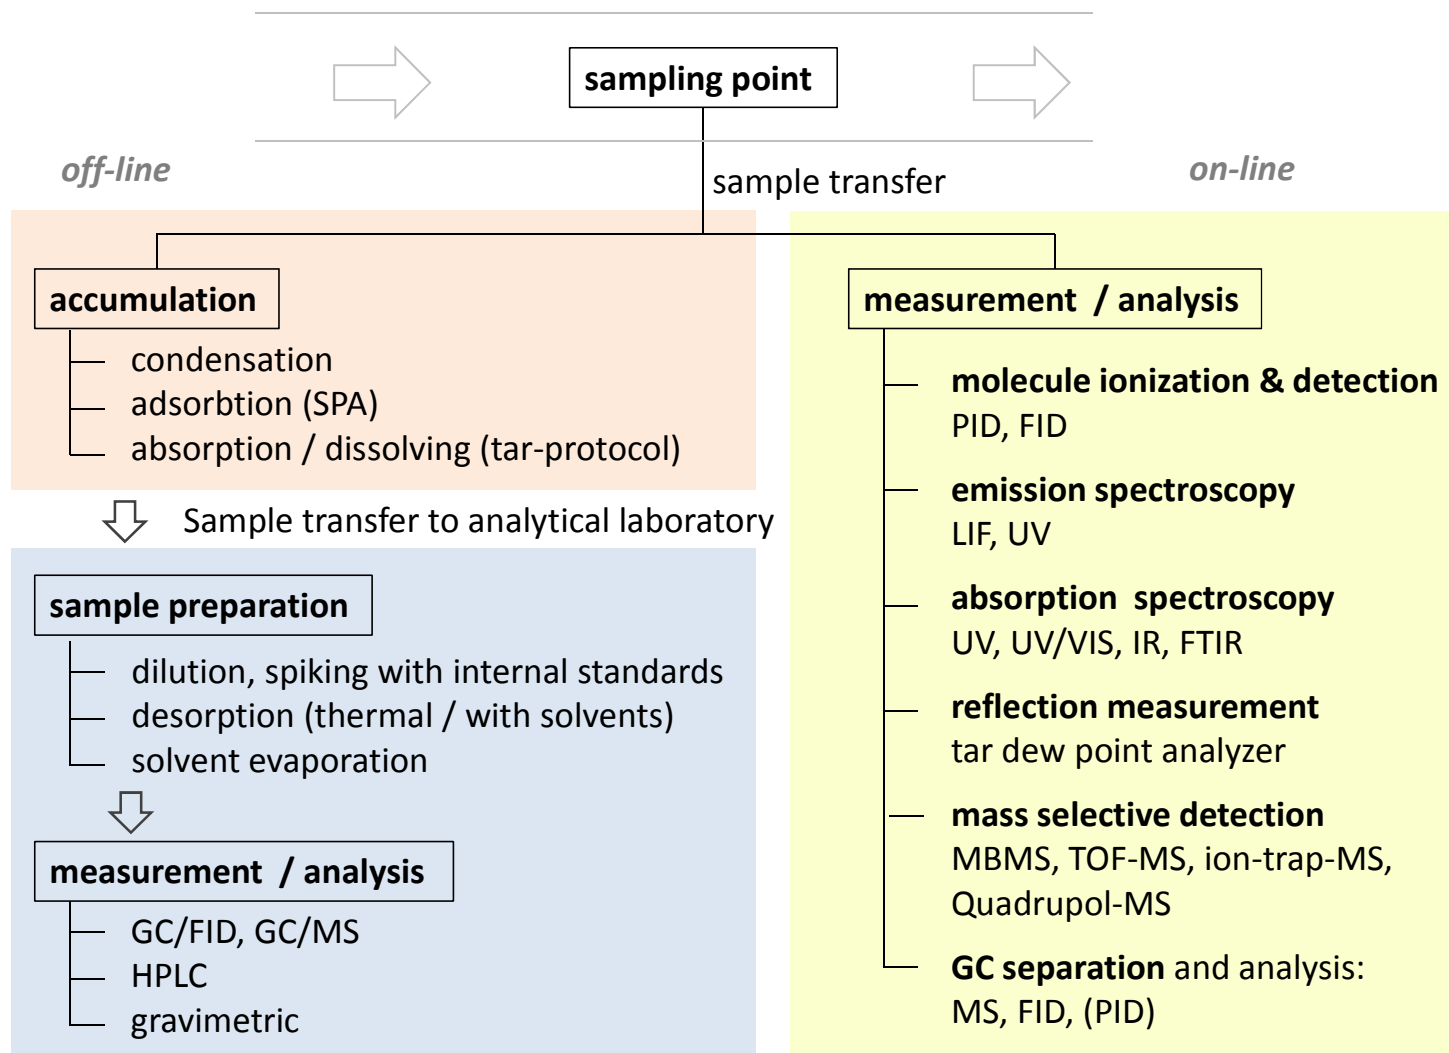 sampling point
off-line
on-line
sample transfer
accumulation
condensation
adsorbtion (SPA)
absorption / dissolving (tar-protocol)
Sample transfer to analytical laboratory
sample preparation
dilution, spiking with internal standards
desorption (thermal / with solvents)
solvent evaporation
measurement / analysis
GC/FID, GC/MS
HPLC
gravimetric
measurement / analysis
molecule ionization & detection
PID, FID
emission spectroscopy
LIF, UV
absorption spectroscopy
UV, UV/VIS, IR, FTIR
reflection measurement
tar dew point analyzer
mass selective detection
MBMS, TOF-MS, ion-trap-MS,
Quadrupol-MS
GC separation and analysis:
MS, FID, (PID)